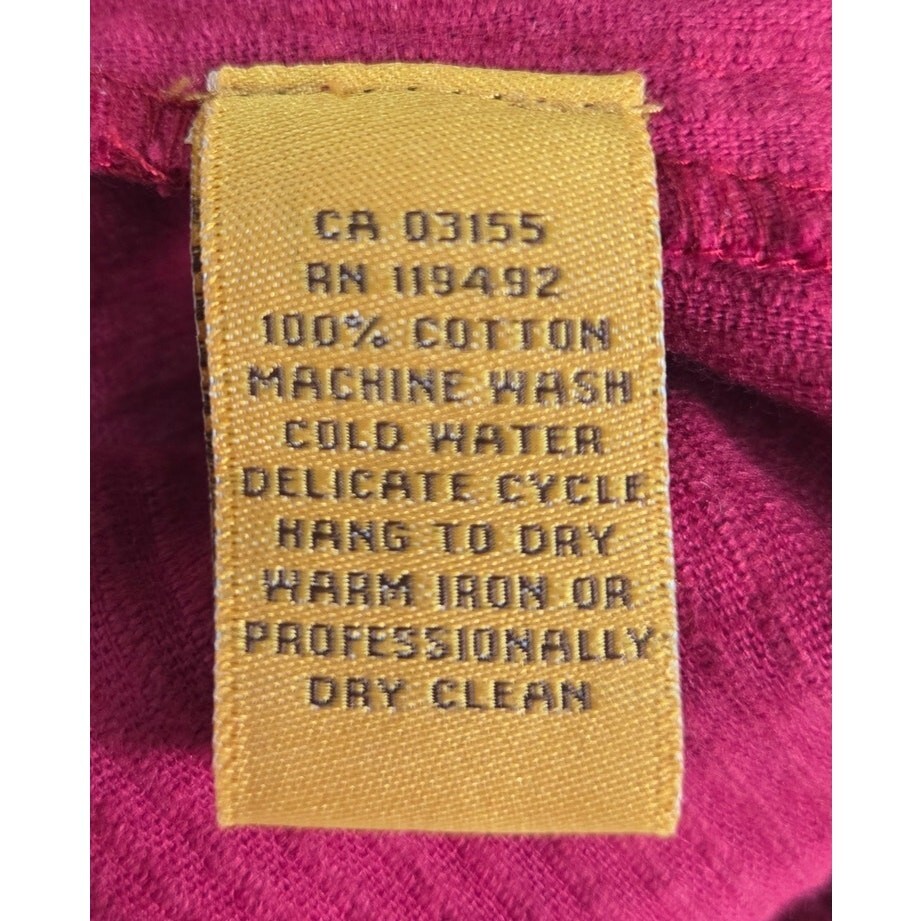 CA 03155
RN 119492
100% COTTON
MACHINE WASH
COLD WATER
DELICATE CYCLE
HANG TO DRY
WARM IRON OR
PROFESSIONALLY
DRY CLEAN